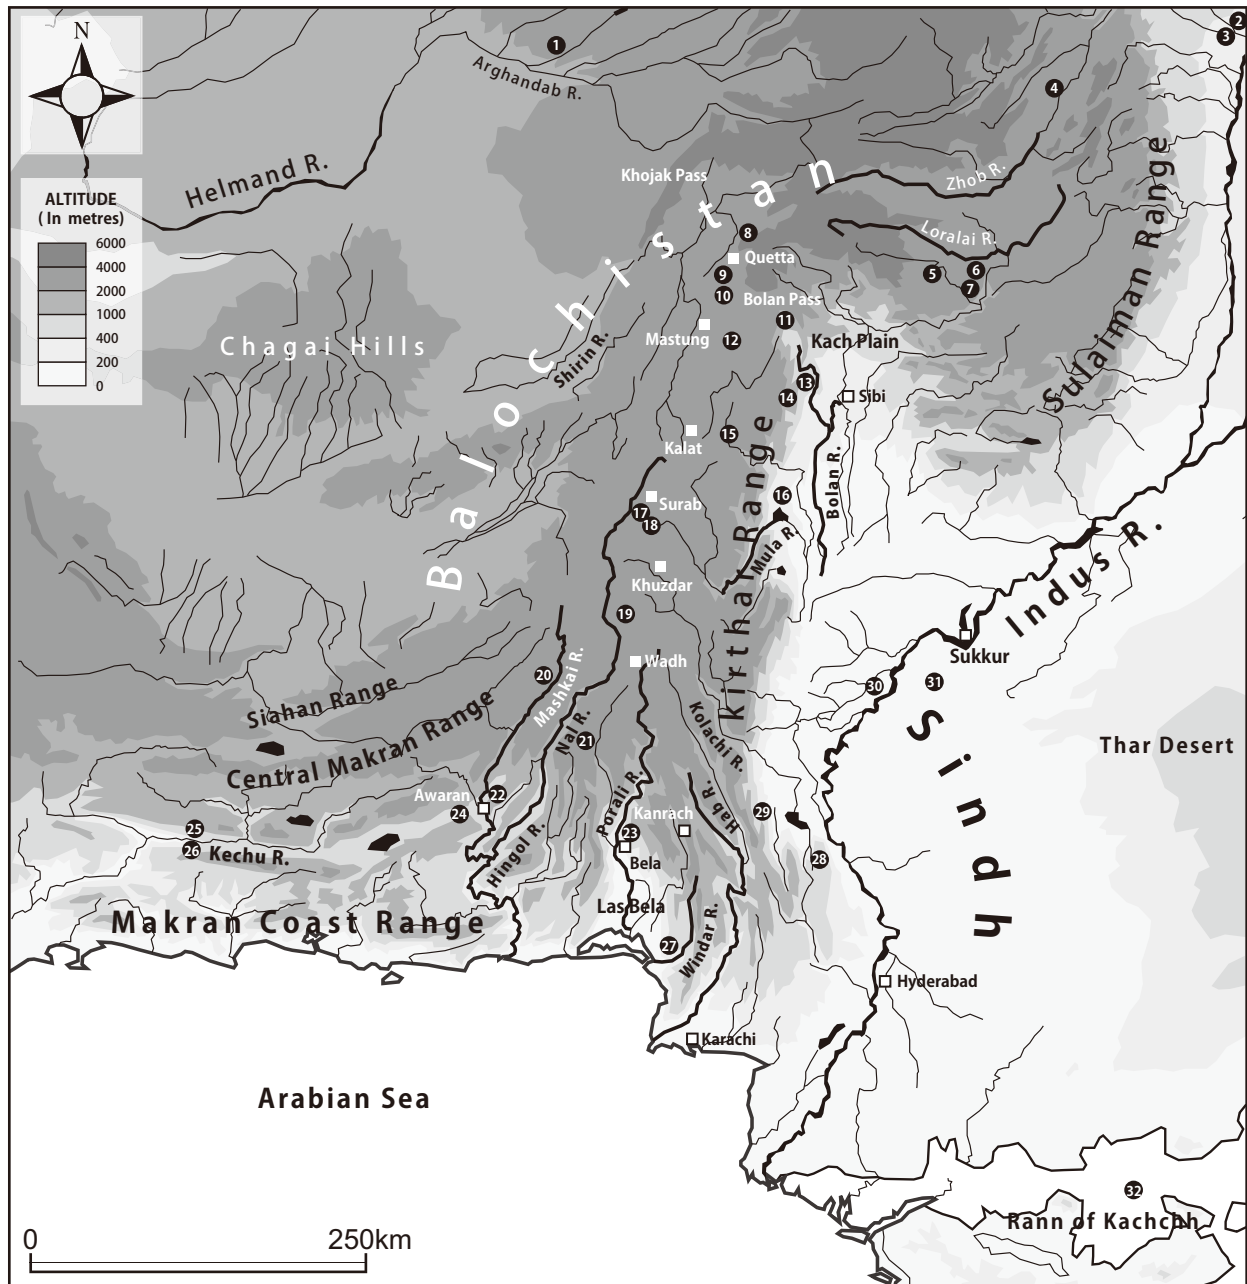 N
ALTITUDE
( In metres)
6000
4000
2000
1000
400
200
0
1
2
3
Arghandab R.
4
Helmand R.
Khojak Pass
Zhob R.
Balochistan
Loralai R.
8
Quetta
5
6
7
9
10
Bolan Pass
11
Mastung
12
Kach Plain
Chagai Hills
Shirin R.
Sulaiman Range
13
14
Sibi
Kalat
15
Bolan R.
16
Surab
17
18
Mula R.
Kirthar Range
Khuzdar
Indus R.
19
Sukkur
Wadh
20
Mashkai R.
30
31
Siahan Range
Central Makran Range
Nal R.
21
Kolachi R.
Sindh
Thar Desert
Awaran
22
24
Porali R.
Kanrach
Hab R.
29
25
26
Kechu R.
Hingol R.
23
Bela
28
Makran Coast Range
Las Bela
Windar R.
27
Hyderabad
Karachi
Arabian Sea
32
Rann of Kachchh
0
250km